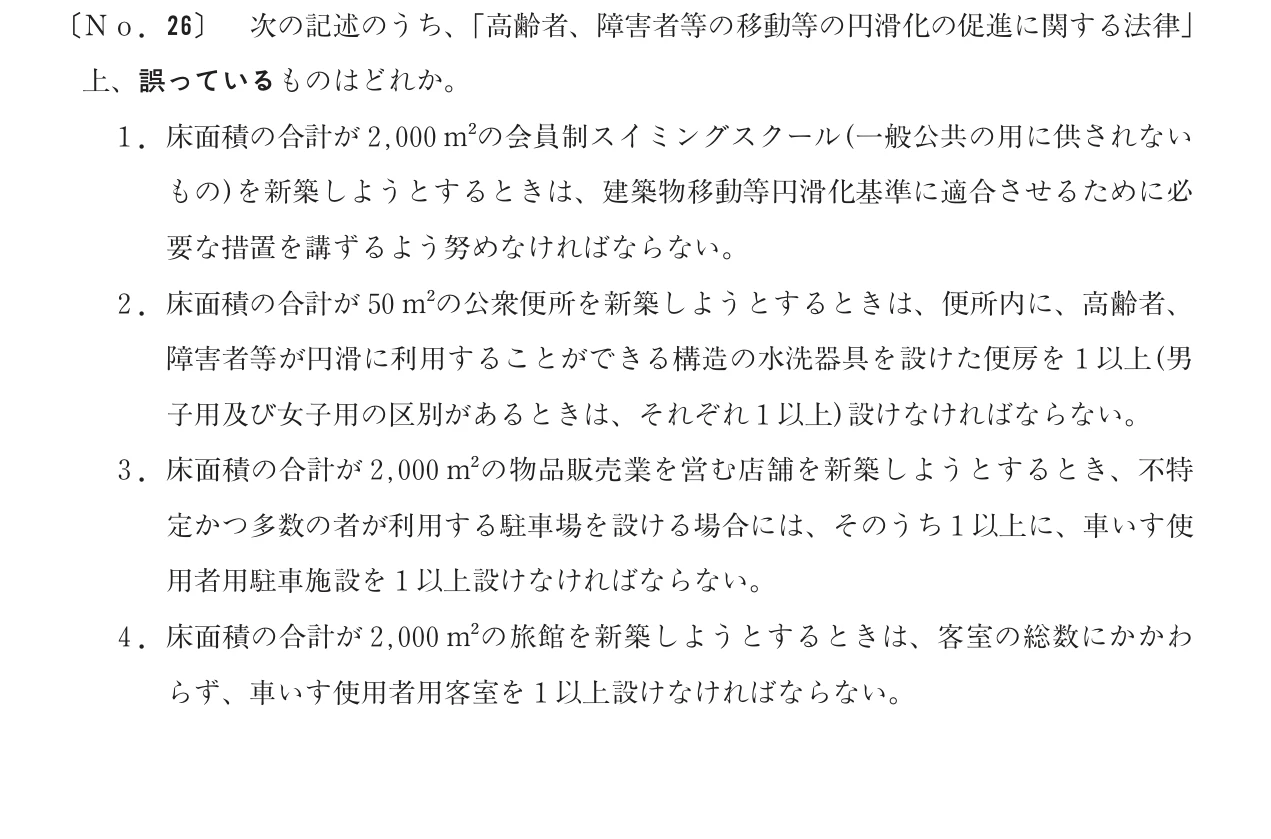 〔Ｎｏ．26〕　次の記述のうち、「高齢者、障害者等の移動等の円滑化の促進に関する法律」
上、誤っているものはどれか。
１．床面積の合計が 2,000 m²の会員制スイミングスクール(一般公共の用に供されない
もの)を新築しようとするときは、建築物移動等円滑化基準に適合させるために必
要な措置を講ずるよう努めなければならない。
２．床面積の合計が 50 m²の公衆便所を新築しようとするときは、便所内に、高齢者、
障害者等が円滑に利用することができる構造の水洗器具を設けた便房を１以上(男
子用及び女子用の区別があるときは、それぞれ１以上)設けなければならない。
３．床面積の合計が 2,000 m²の物品販売業を営む店舗を新築しようとするとき、不特
定かつ多数の者が利用する駐車場を設ける場合には、そのうち１以上に、車いす使
用者用駐車施設を１以上設けなければならない。
４．床面積の合計が 2,000 m²の旅館を新築しようとするときは、客室の総数にかかわ
らず、車いす使用者用客室を１以上設けなければならない。